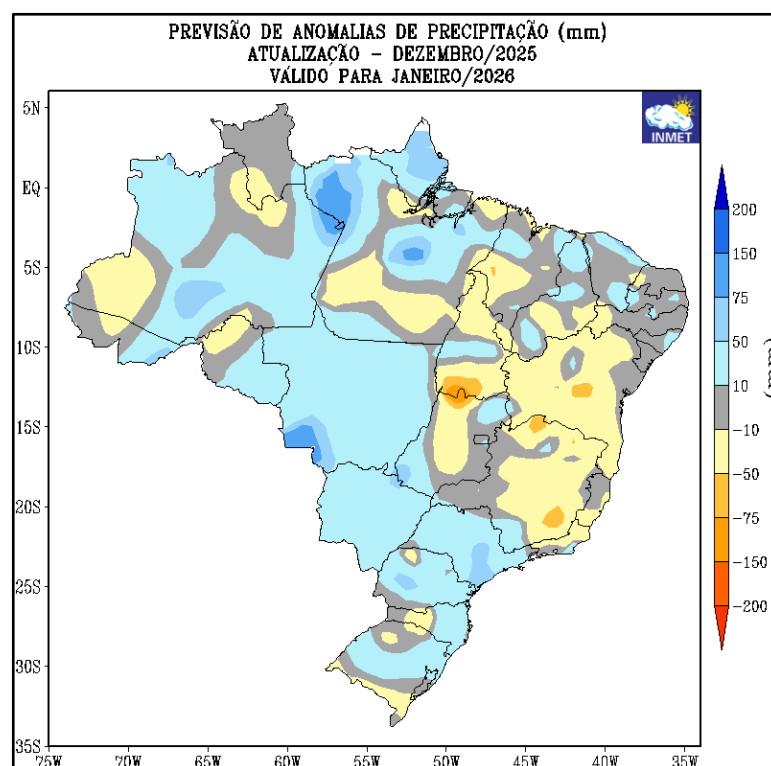 PREVISÃO DE ANOMALIAS DE PRECIPITAÇÃO (mm)
ATUALIZAÇÃO – DEZEMBRO/2025
VÁLIDO PARA JANEIRO/2026
INMET
5N
EQ
5S
10S
15S
20S
25S
30S
35S
75W
70W
65W
60W
55W
50W
45W
40W
35W
200
150
75
50
10
-10
-50
-75
-150
-200